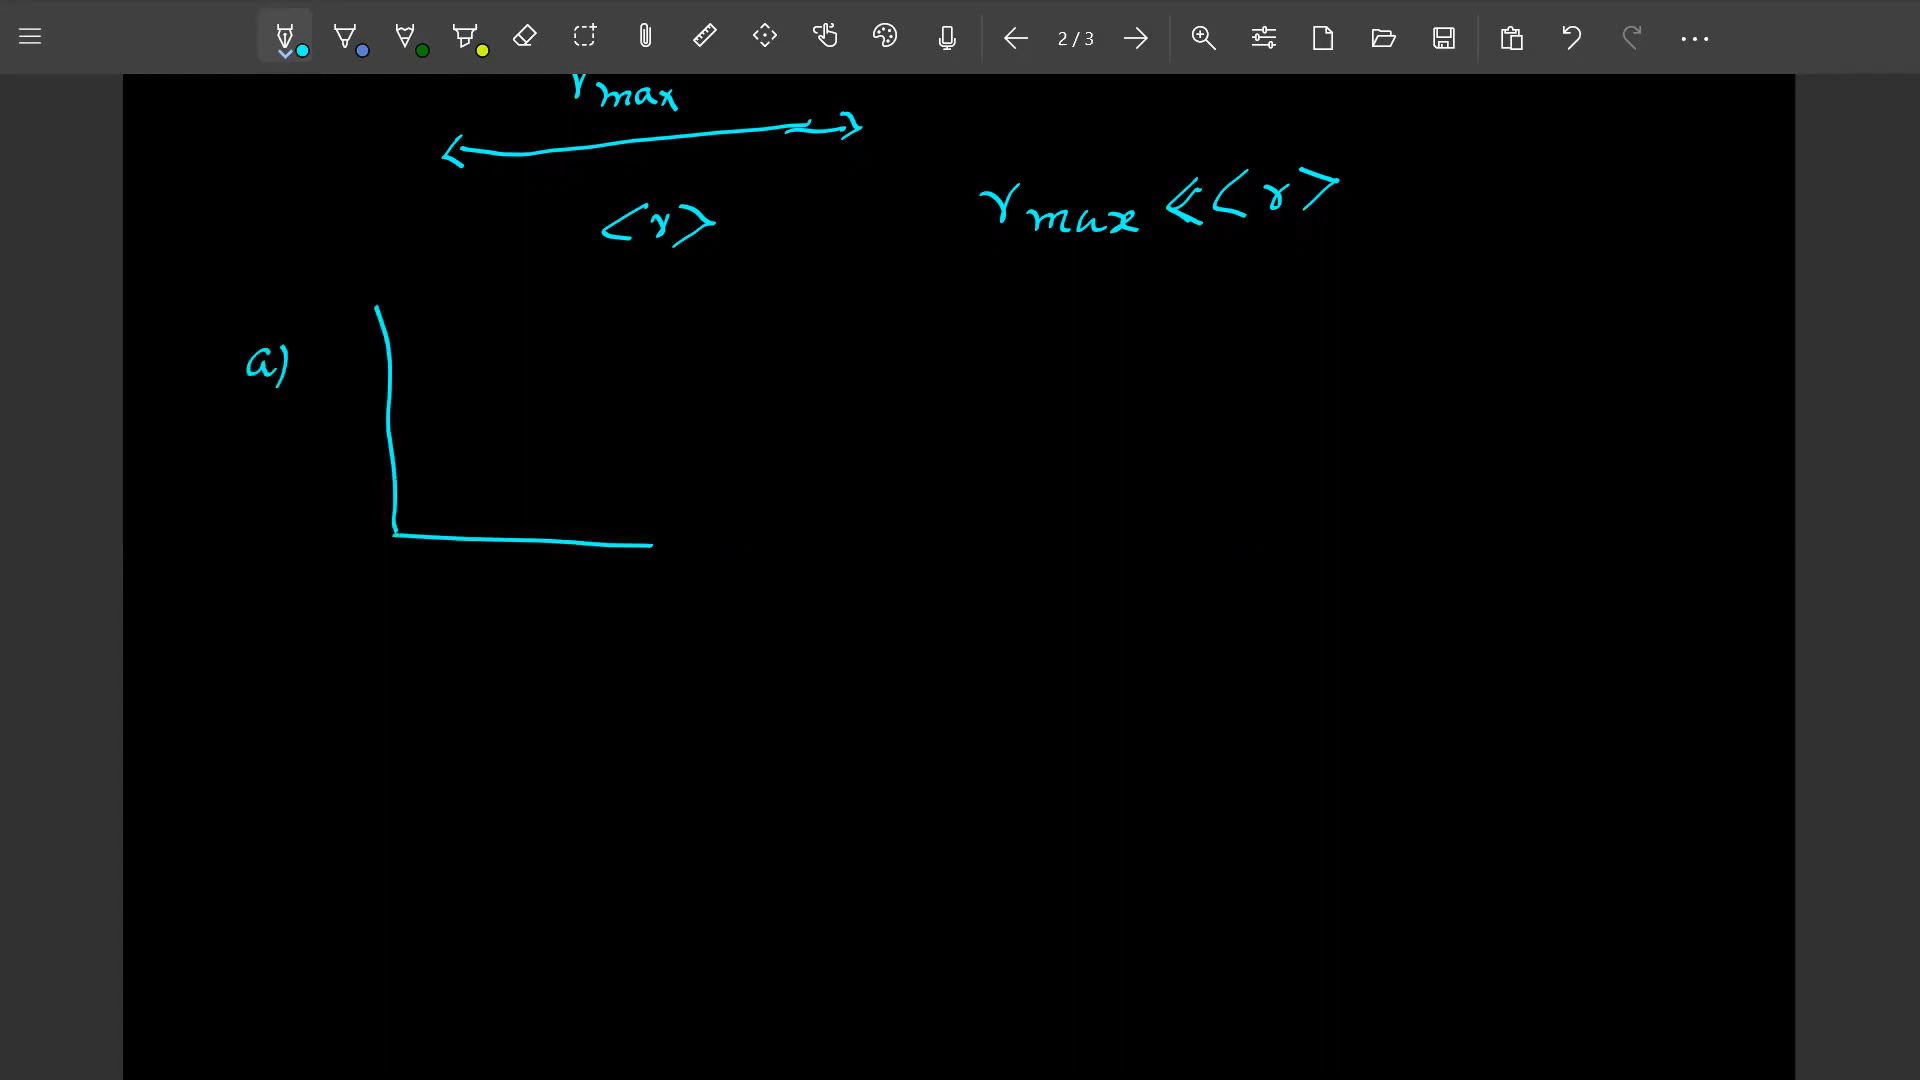 2 / 3
r max
r max << r >
< r >
a)